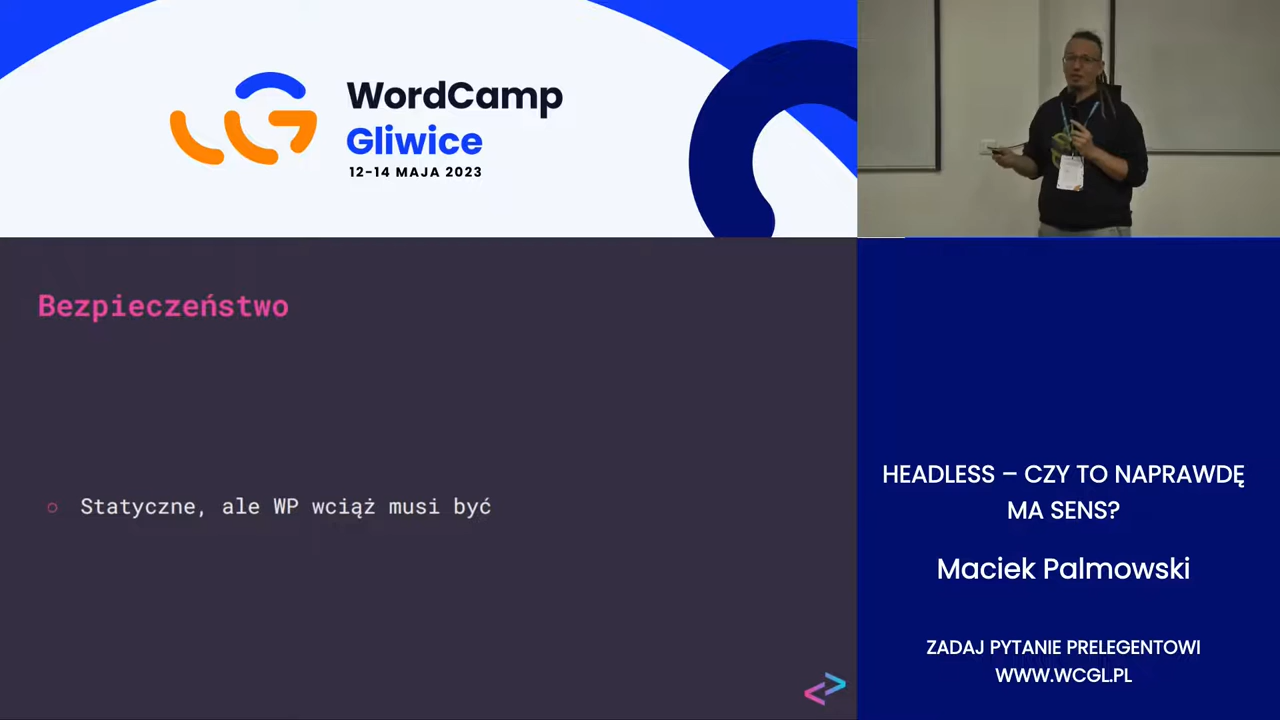 WordCamp
Gliwice
12-14 MAJA 2023
Bezpieczeństwo
Statyczne, ale WP wciąż musi być
HEADLESS – CZY TO NAPRAWDĘ
MA SENS?
Maciek Palmowski
ZADAJ PYTANIE PRELEGENTOWI
WWW.WCGL.PL